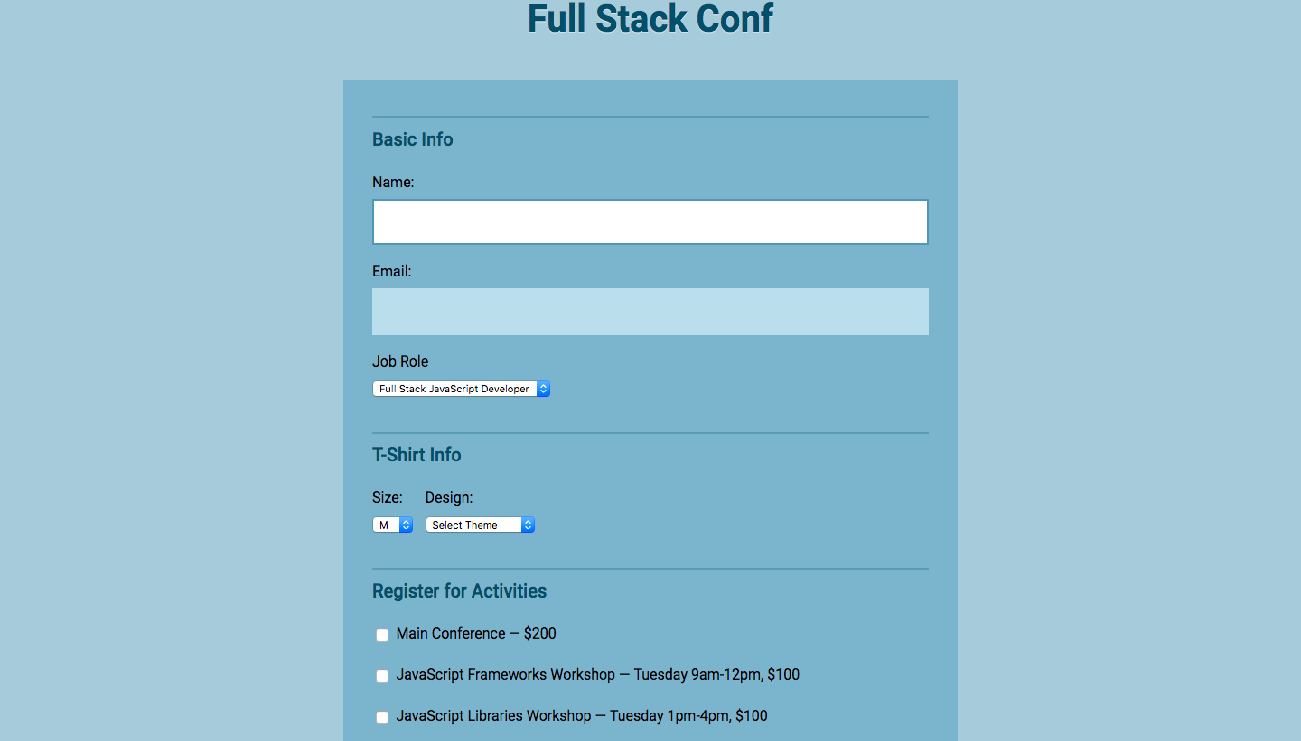 Full Stack Conf
Basic Info
Name:
Email:
Job Role
Full Stack JavaScript Developer
T-Shirt Info
Size: Design:
M Select Theme
Register for Activities
Main Conference — $200
JavaScript Frameworks Workshop — Tuesday 9am-12pm, $100
JavaScript Libraries Workshop — Tuesday 1pm-4pm, $100